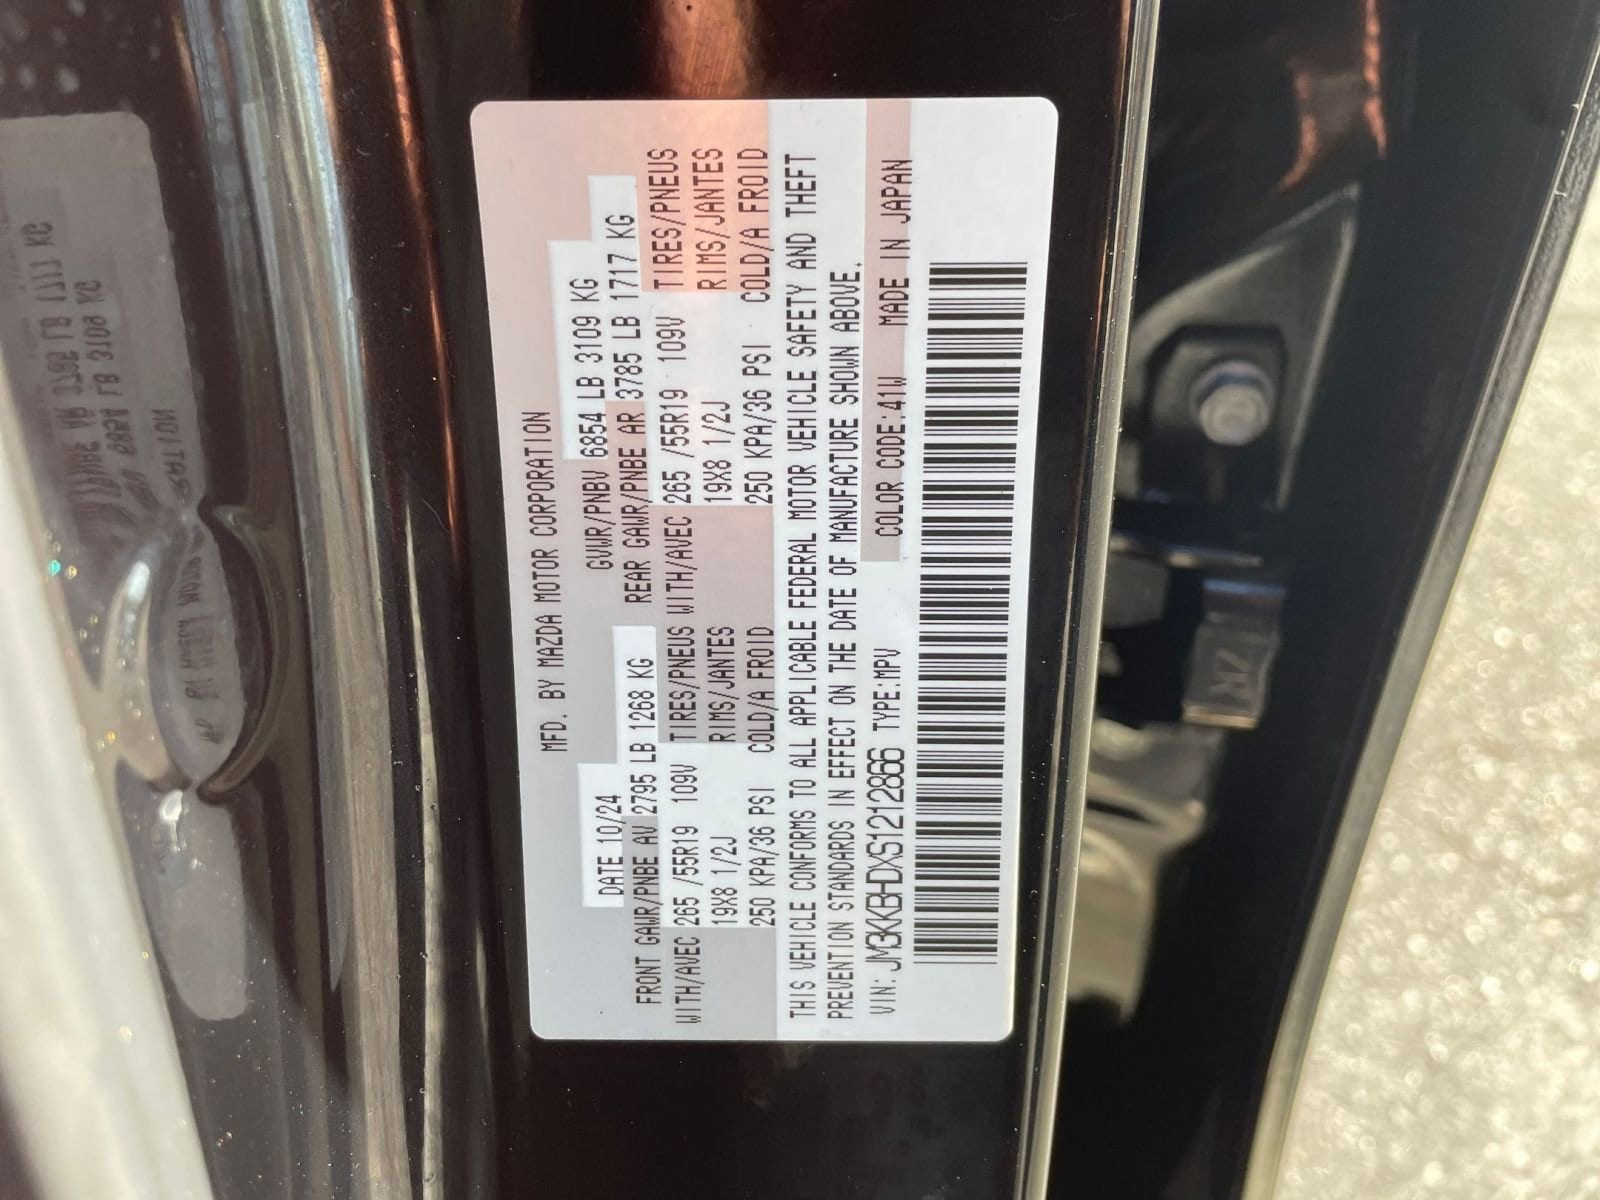 MFD. BY MAZDA MOTOR CORPORATION
DATE 10/24 GVWR/PNBV 6854 LB 3109 KG
FRONT GAWR/PNBE AV 2795 LB 1268 KG REAR GAWR/PNBE AR 3785 LB 1717 KG
WITH/AVEC 265 /55R19 109V TIRES/PNEUS WITH/AVEC 265 /55R19 109V TIRES/PNEUS
19X8 1/2J RIMS/JANTES 19X8 1/2J RIMS/JANTES
250 KPA/36 PSI COLD/A FROID 250 KPA/36 PSI COLD/A FROID
THIS VEHICLE CONFORMS TO ALL APPLICABLE FEDERAL MOTOR VEHICLE SAFETY AND THEFT
PREVENTION STANDARDS IN EFFECT ON THE DATE OF MANUFACTURE SHOWN ABOVE.
VIN: JM3KKBHDXS1212866 TYPE:MPV COLOR CODE:41W MADE IN JAPAN